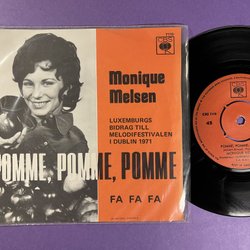 CBS
Monique
Melsen
LUXEMBURGS
BIDRAG TILL
MELODIFESTIVALEN
I DUBLIN 1971
POMME, POMME, POMME
FA FA FA
CBS
45
POMME, POMME,